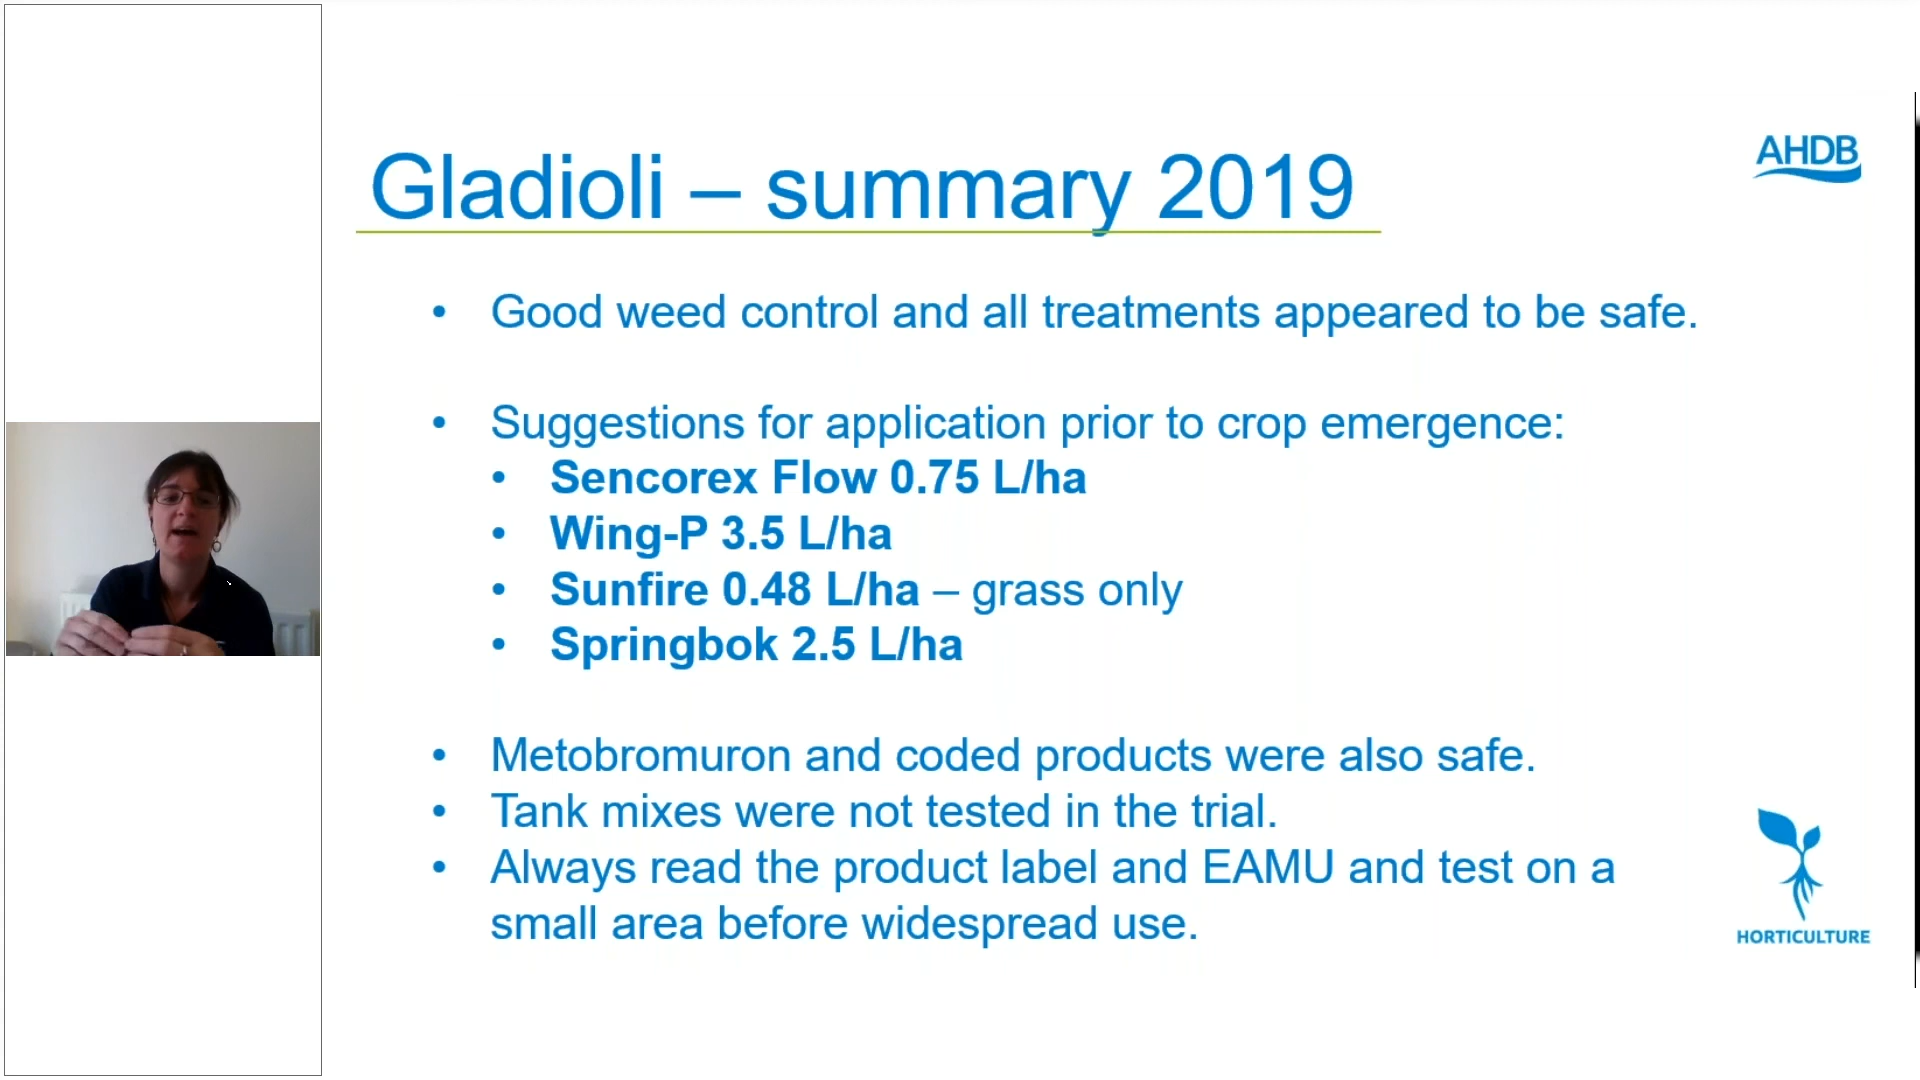 Gladioli – summary 2019
AHDB
• Good weed control and all treatments appeared to be safe.
• Suggestions for application prior to crop emergence:
• Sencorex Flow 0.75 L/ha
• Wing-P 3.5 L/ha
• Sunfire 0.48 L/ha – grass only
• Springbok 2.5 L/ha
• Metobromuron and coded products were also safe.
• Tank mixes were not tested in the trial.
• Always read the product label and EAMU and test on a
small area before widespread use.
HORTICULTURE